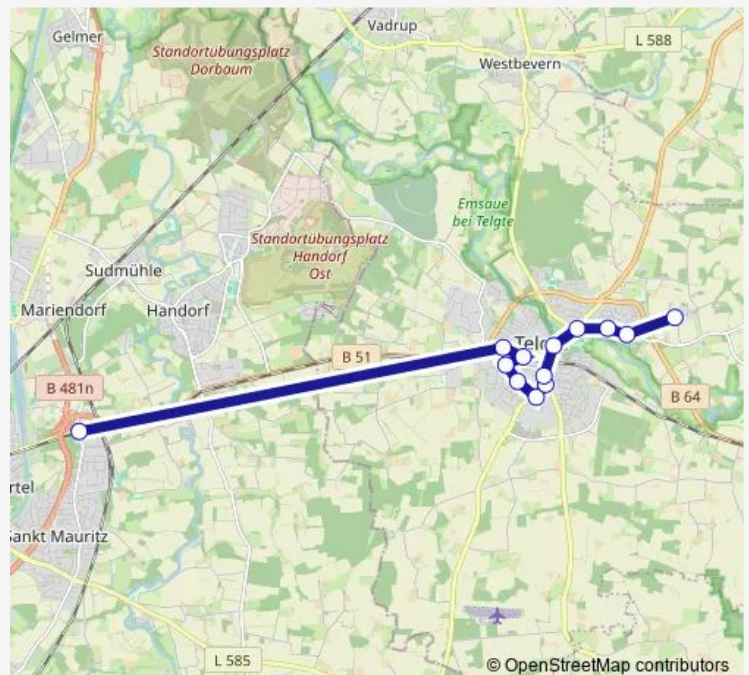 Vadrup
Gelmer
L 588
Standortübungsplatz
Dorbaum
Westbevern
Emsaue
bei Telgte
Standortübungsplatz
Handorf
Ost
Sudmühle
Mariendorf
Handorf
B 51
B 481n
B 64
Sankt Mauritz
L 585
© OpenStreetMap contributors